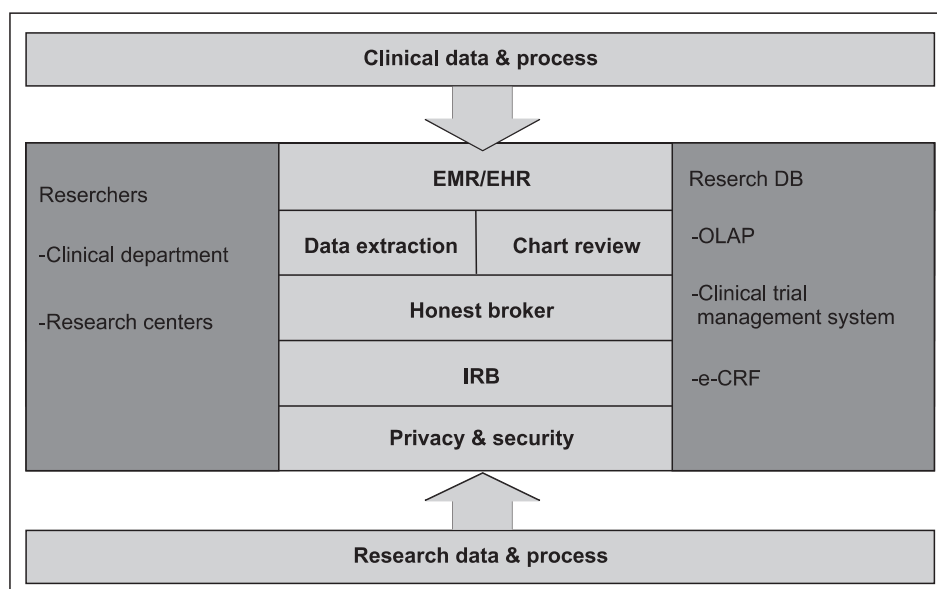 Clinical data & process
Reserchers
-Clinical department
-Research centers
EMR/EHR
Data extraction
Chart review
Honest broker
IRB
Privacy & security
Reserch DB
-OLAP
-Clinical trial
management system
-e-CRF
Research data & process